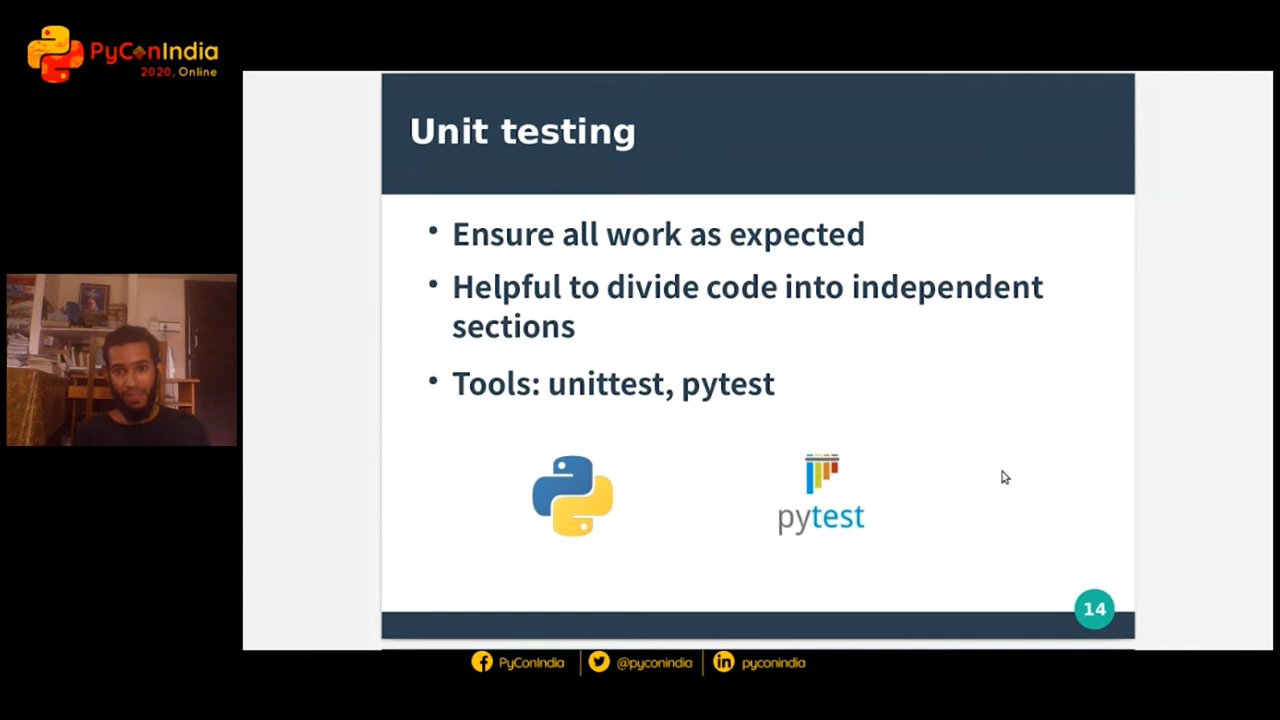 PyConIndia
2020, Online
Unit testing
• Ensure all work as expected
• Helpful to divide code into independent
sections
• Tools: unittest, pytest
pytest
14
PyConIndia
@pyconindia
pyconindia